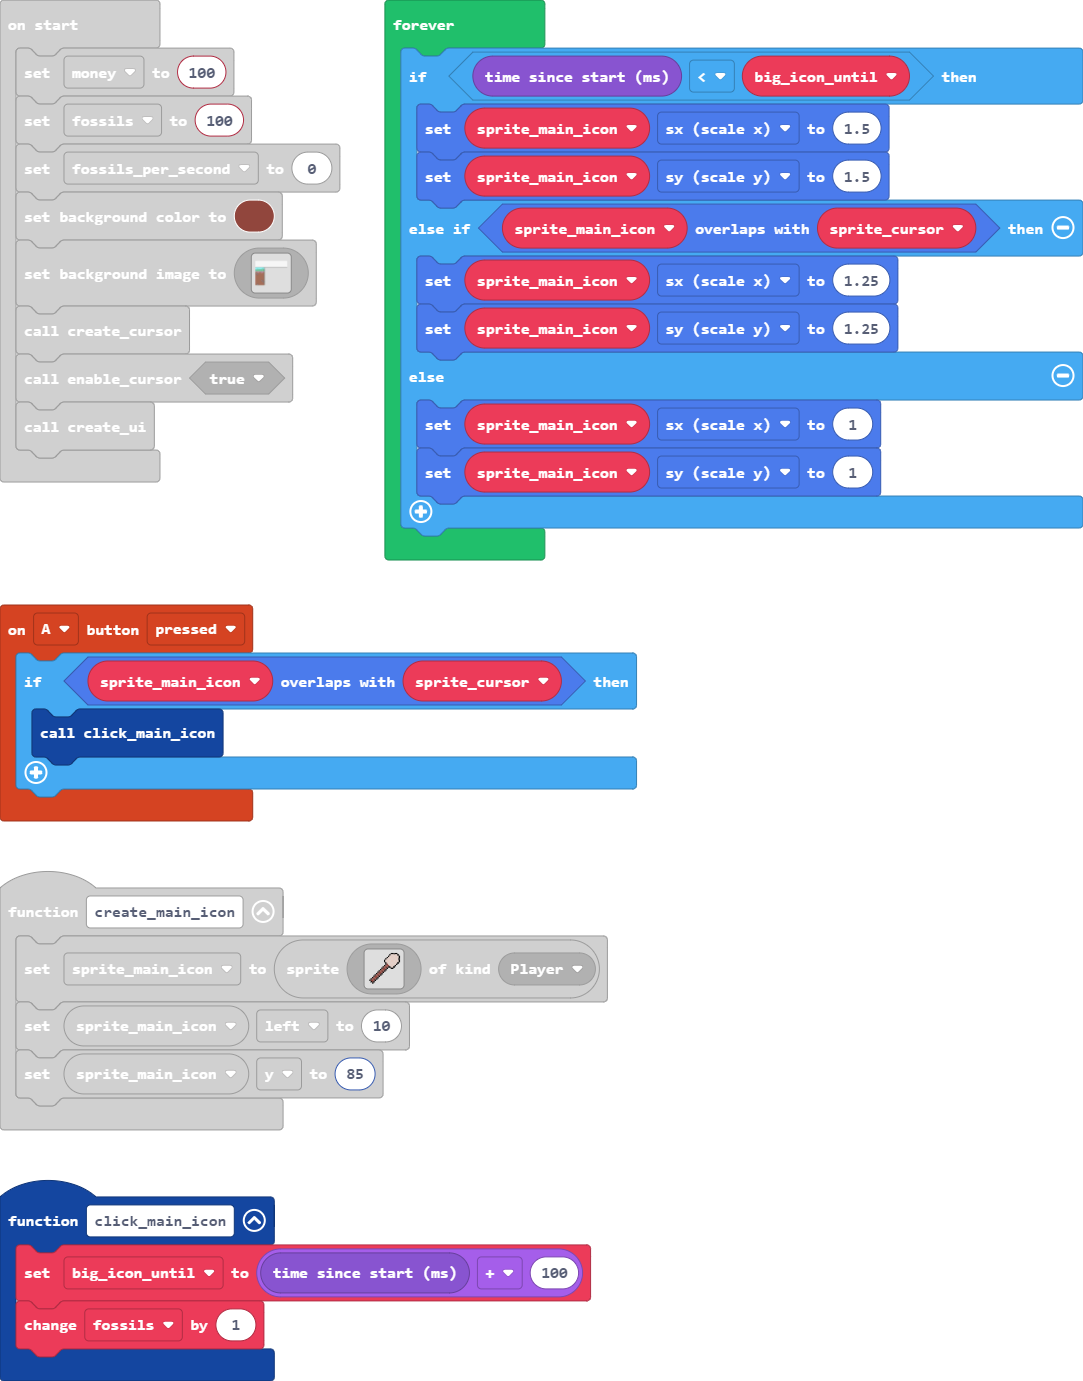 on start
set money to 100
set fossils to 100
set fossils_per_second to 0
set background color to
set background image to
call create_cursor
call enable_cursor true
call create_ui
forever
if time since start (ms) < big_icon_until then
set sprite_main_icon sx (scale x) to 1.5
set sprite_main_icon sy (scale y) to 1.5
else if sprite_main_icon overlaps with sprite_cursor then
set sprite_main_icon sx (scale x) to 1.25
set sprite_main_icon sy (scale y) to 1.25
else
set sprite_main_icon sx (scale x) to 1
set sprite_main_icon sy (scale y) to 1
on A button pressed
if sprite_main_icon overlaps with sprite_cursor then
call click_main_icon
function create_main_icon
set sprite_main_icon to sprite of kind Player
set sprite_main_icon left to 10
set sprite_main_icon y to 85
function click_main_icon
set big_icon_until to time since start (ms) + 100
change fossils by 1